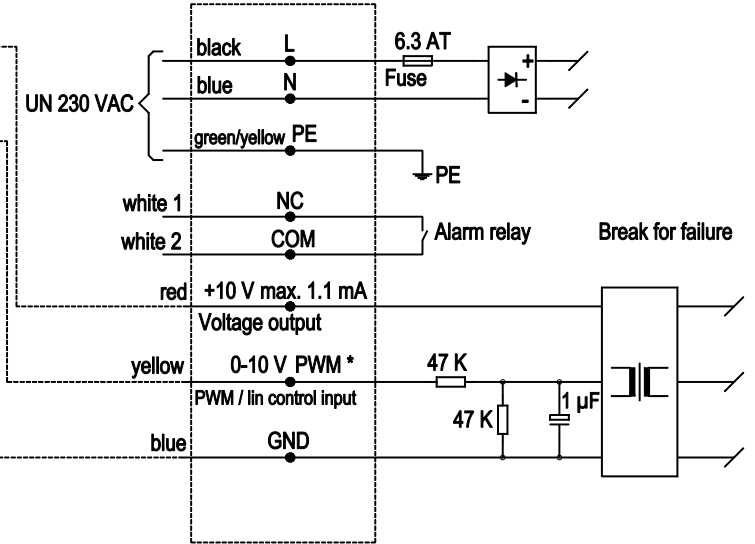 black L 6.3 AT
+
blue N Fuse
-
UN 230 VAC
green/yellow PE
PE
white 1 NC
white 2 COM Alarm relay Break for failure
red +10 V max. 1.1 mA
Voltage output
yellow 0-10 V PWM * 47 K
PWM / lin control input
47 K 1 µF
blue GND